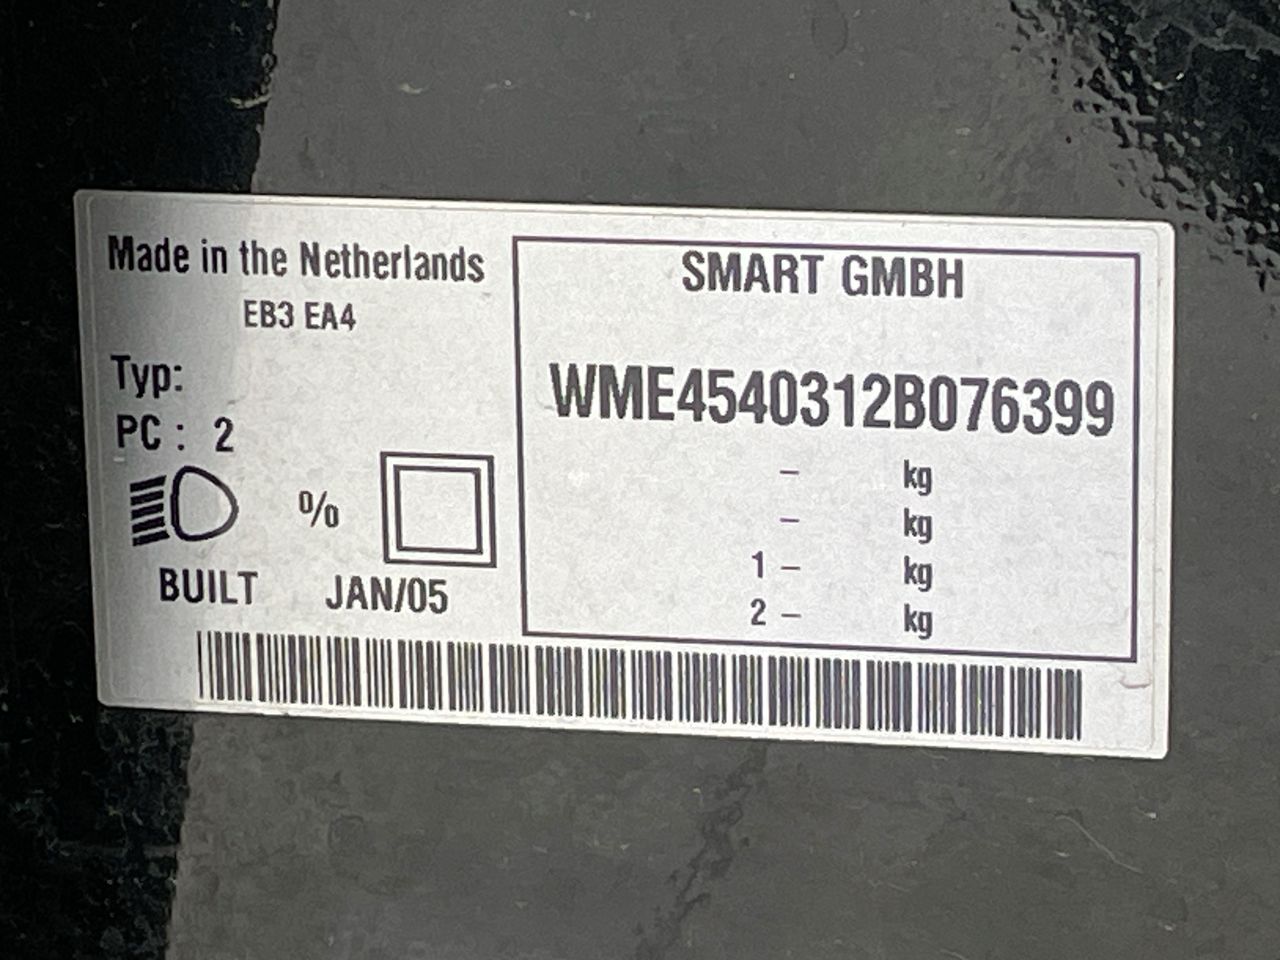 Made in the Netherlands
EB3 EA4
Typ:
PC : 2
%
BUILT JAN/05
SMART GMBH
WME4540312B076399
– kg
– kg
1 – kg
2 – kg